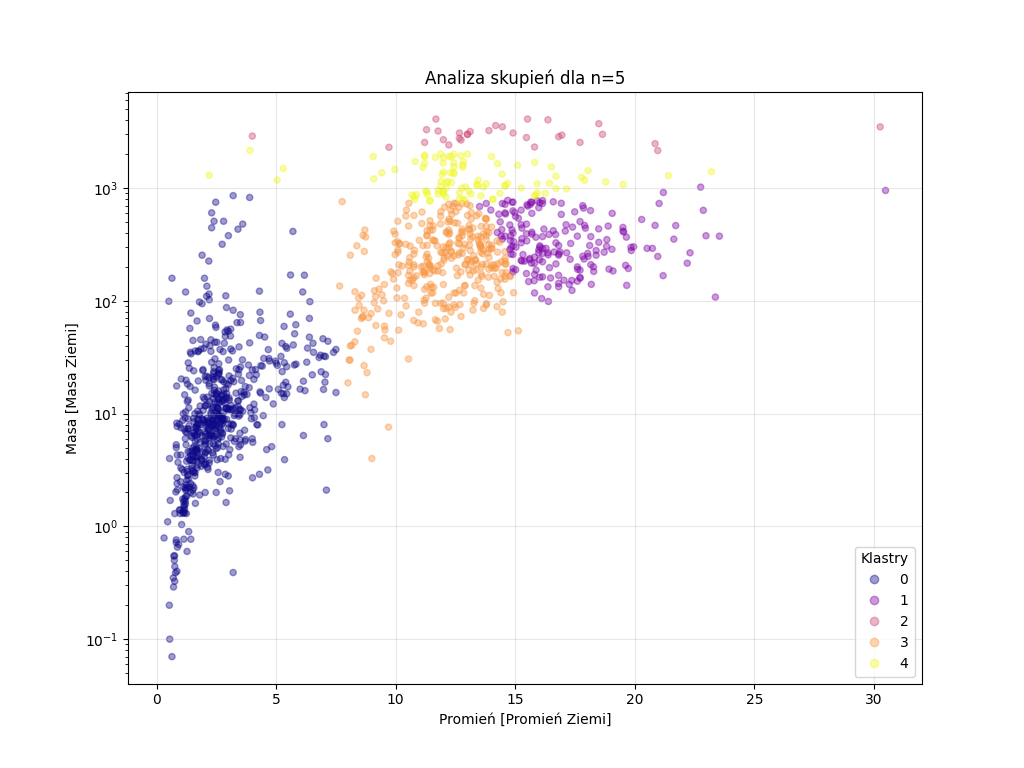 Analiza skupień dla n=5
Masa [Masa Ziemi]
10³
10²
10¹
10⁰
10⁻¹
0 5 10 15 20 25 30
Promień [Promień Ziemi]
Klastry
0
1
2
3
4